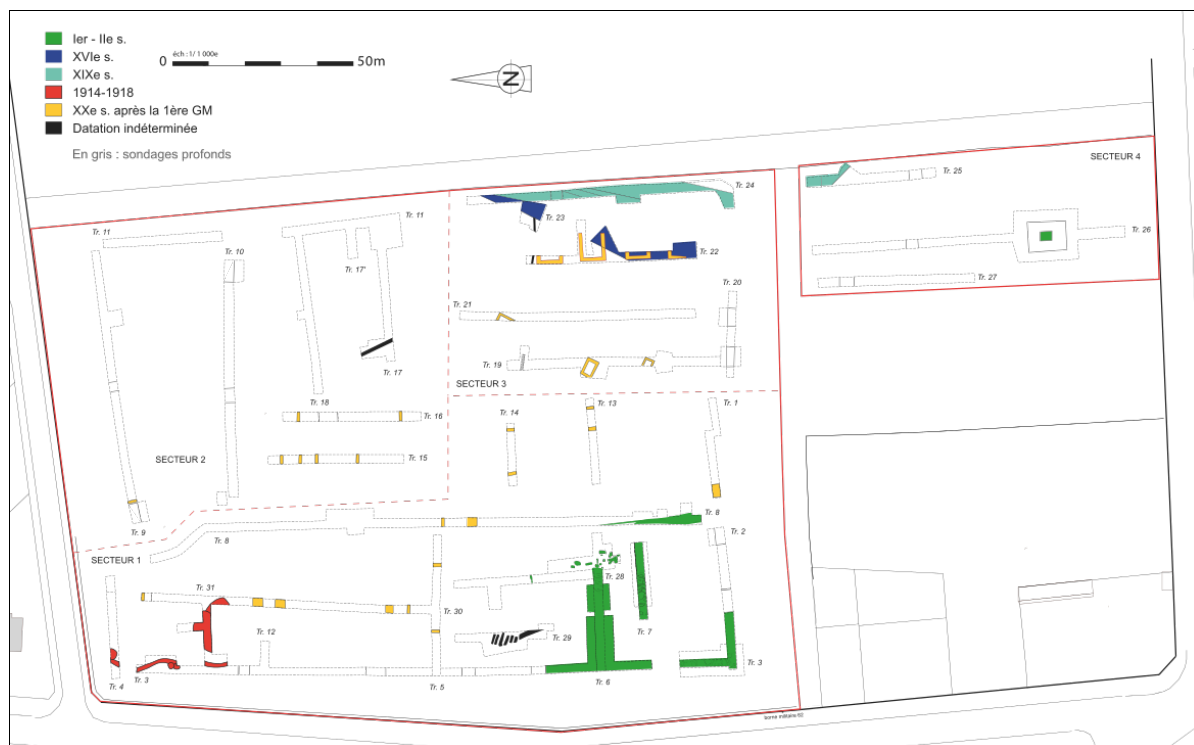 Ier - IIe s.
XVIe s.
XIXe s.
1914-1918
XXe s. après la 1ère GM
Datation indéterminée
En gris : sondages profonds
éch : 1/ 1 000e
0 50m
N
SECTEUR 4
Tr. 25
Tr. 26
Tr. 27
Tr. 24
Tr. 23
Tr. 22
Tr. 11
Tr. 10
Tr. 11
Tr. 17'
Tr. 20
Tr. 21
Tr. 19
Tr. 17
SECTEUR 3
Tr. 18
Tr. 16
Tr. 14
Tr. 13
Tr. 1
SECTEUR 2
Tr. 15
Tr. 9
Tr. 8
Tr. 8
Tr. 2
SECTEUR 1
Tr. 31
Tr. 28
Tr. 30
Tr. 12
Tr. 29
Tr. 7
Tr. 4
Tr. 3
Tr. 5
Tr. 6
Tr. 3
borne militaire 62